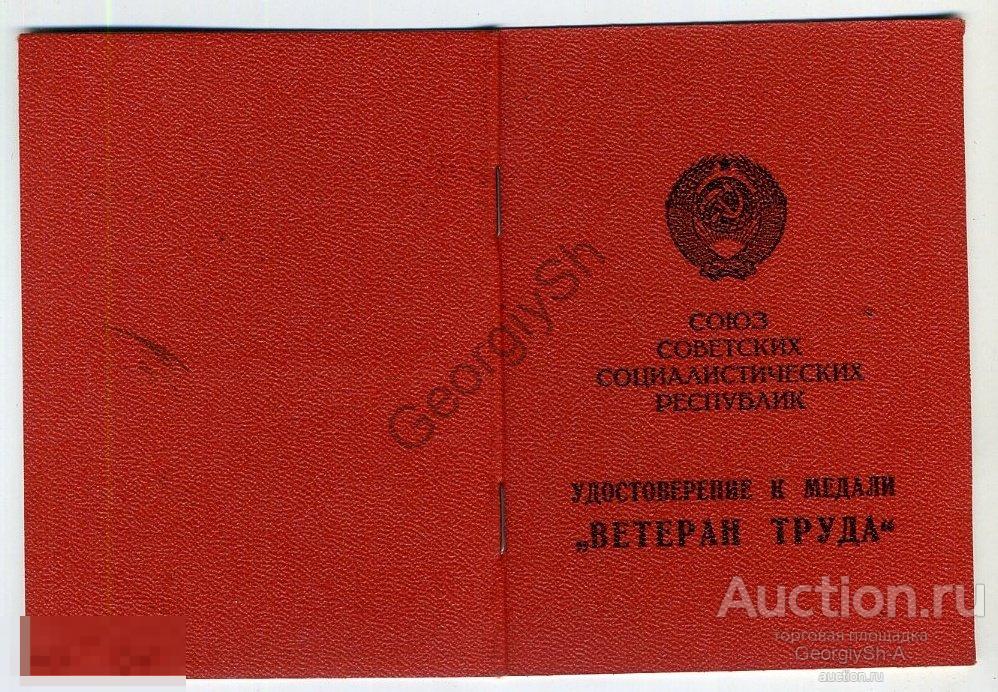 СОЮЗ
СОВЕТСКИХ
СОЦИАЛИСТИЧЕСКИХ
РЕСПУБЛИК
УДОСТОВЕРЕНИЕ К МЕДАЛИ
„ВЕТЕРАН ТРУДА“
GeorgiySh
Auction.ru
торговая площадка
GeorgiySh-A
auction.ru